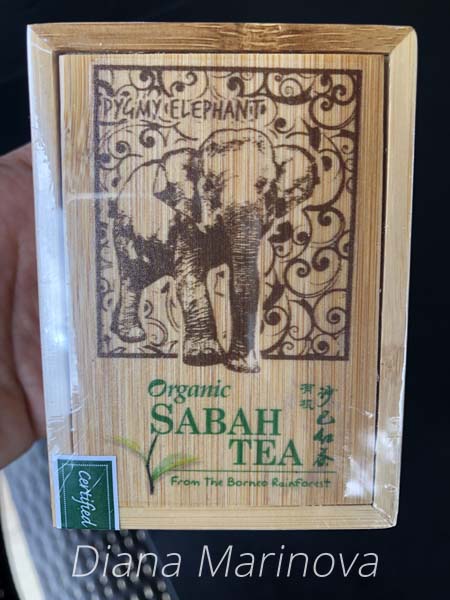 PYGMY ELEPHANT
Organic
SABAH
TEA
有机
沙巴红茶
From The Borneo Rainforest
Certified
Diana Marinova